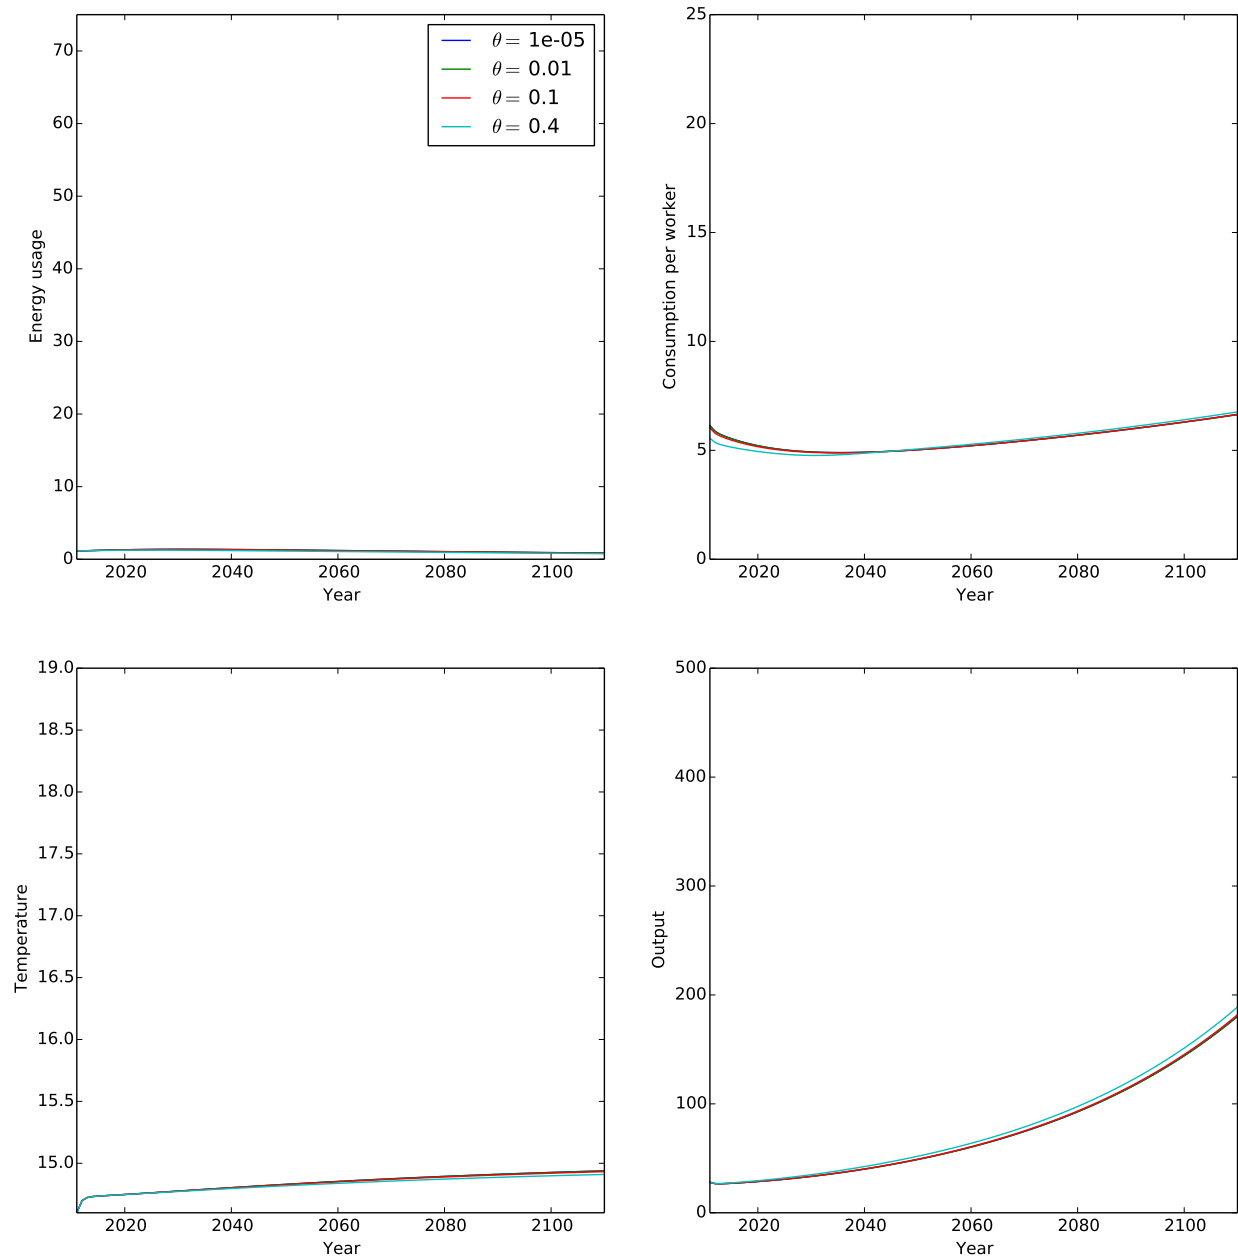 70
60
50
40
30
20
10
0
Energy usage
2020 2040 2060 2080 2100
Year
θ = 1e-05
θ = 0.01
θ = 0.1
θ = 0.4
25
20
15
10
5
0
Consumption per worker
2020 2040 2060 2080 2100
Year
19.0
18.5
18.0
17.5
17.0
16.5
16.0
15.5
15.0
Temperature
2020 2040 2060 2080 2100
Year
500
400
300
200
100
0
Output
2020 2040 2060 2080 2100
Year